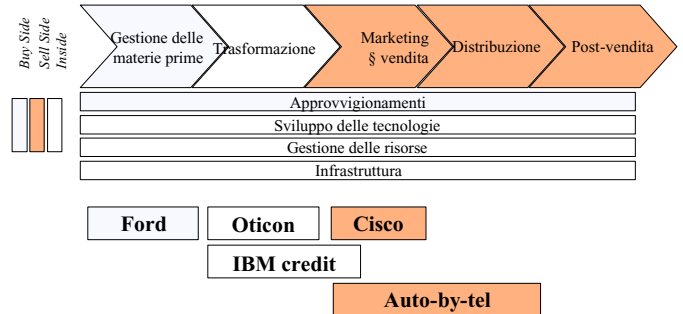 Buy Side
Sell Side
Inside
Gestione delle
materie prime
Trasformazione
Marketing
§ vendita
Distribuzione
Post-vendita
Approvvigionamenti
Sviluppo delle tecnologie
Gestione delle risorse
Infrastruttura
Ford
Oticon
Cisco
IBM credit
Auto-by-tel